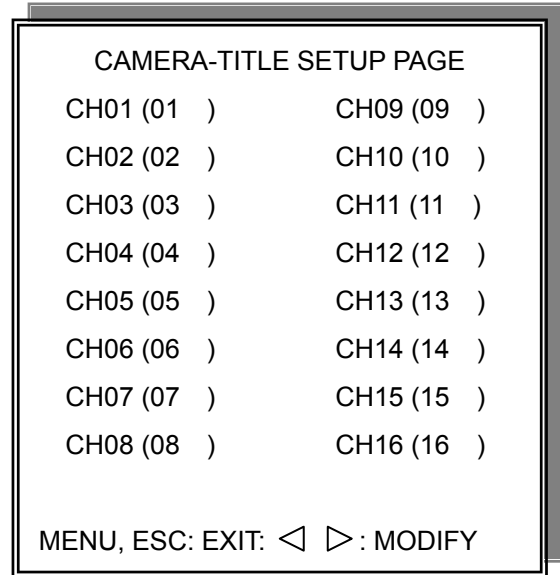 CAMERA-TITLE SETUP PAGE
CH01 (01    )    CH09 (09    )
CH02 (02    )    CH10 (10    )
CH03 (03    )    CH11 (11    )
CH04 (04    )    CH12 (12    )
CH05 (05    )    CH13 (13    )
CH06 (06    )    CH14 (14    )
CH07 (07    )    CH15 (15    )
CH08 (08    )    CH16 (16    )
MENU, ESC: EXIT: ◁ ▷ : MODIFY